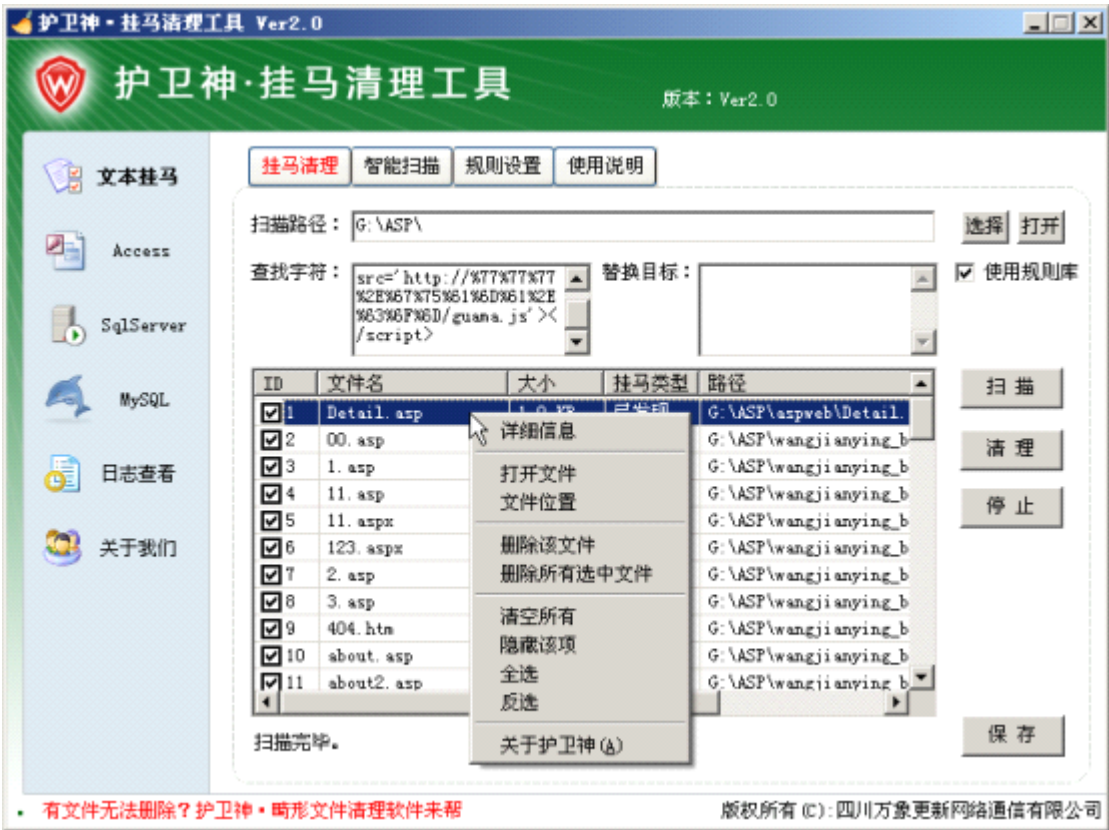 护卫神·挂马清理工具 Ver2.0
护卫神·挂马清理工具
版本：Ver2.0
文本挂马
Access
SqlServer
MySQL
日志查看
关于我们
挂马清理 智能扫描 规则设置 使用说明
扫描路径： G:\ASP\ 选择 打开
查找字符：
src='http://%77%77%77
%2E%67%75%61%6D%61%2E
%63%6F%6D/guama.js'><
/script>
替换目标：
使用规则库
ID 文件名 大小 挂马类型 路径
1 Detail.asp G:\ASP\aspweb\Detail.
2 00.asp G:\ASP\wangjianying_b
3 1.asp G:\ASP\wangjianying_b
4 11.asp G:\ASP\wangjianying_b
5 11.aspx G:\ASP\wangjianying_b
6 123.aspx G:\ASP\wangjianying_b
7 2.asp G:\ASP\wangjianying_b
8 3.asp G:\ASP\wangjianying_b
9 404.htm G:\ASP\wangjianying_b
10 about.asp G:\ASP\wangjianying_b
11 about2.asp G:\ASP\wangjianying_b
详细信息
打开文件
文件位置
删除该文件
删除所有选中文件
清空所有
隐藏该项
全选
反选
关于护卫神(A)
扫 描
清 理
停 止
保 存
扫描完毕。
有文件无法删除？护卫神·畸形文件清理软件来帮
版权所有(C):四川万象更新网络通信有限公司